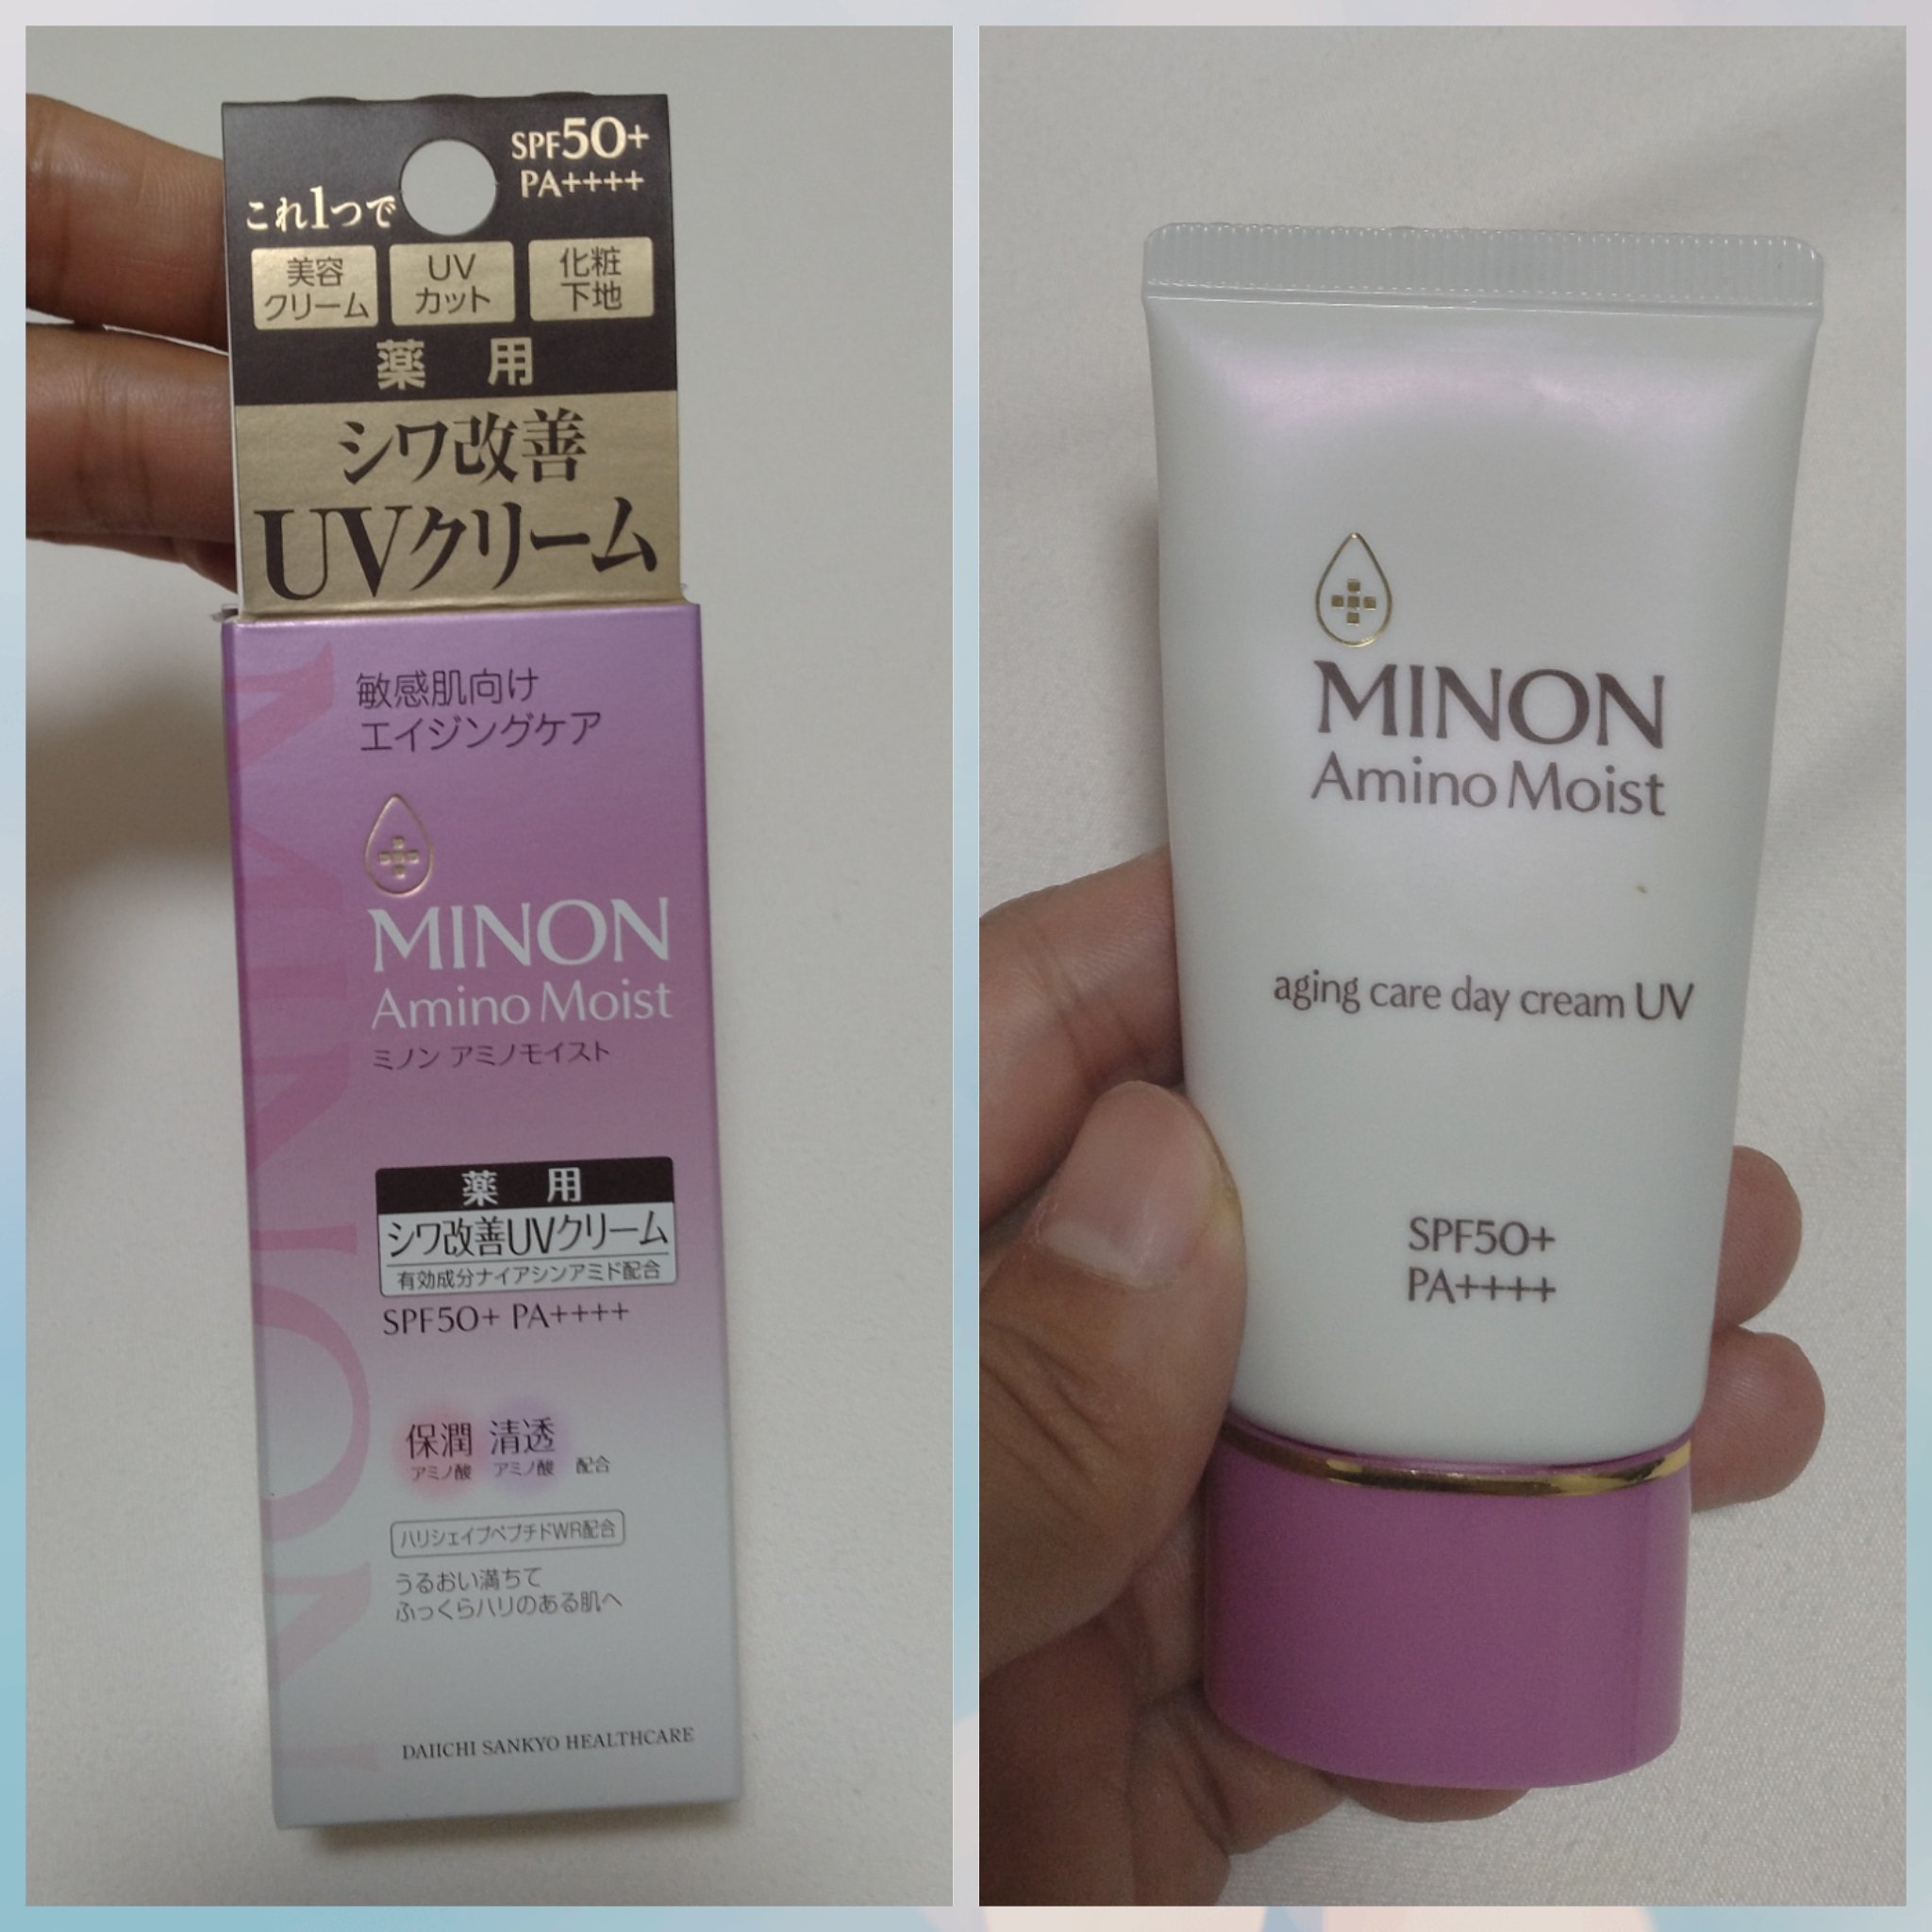 SPF50+
PA++++
これ1つで
美容
クリーム
UV
カット
化粧
下地
薬用
シワ改善
UVクリーム
敏感肌向け
エイジングケア
MINON
Amino Moist
ミノン アミノモイスト
薬用
シワ改善UVクリーム
有効成分ナイアシンアミド配合
SPF50+ PA++++
保潤 清透
アミノ酸 アミノ酸 配合
ハリシェイプペプチドWR配合
うるおい満ちて
ふっくらハリのある肌へ
DAIICHI SANKYO HEALTHCARE
MINON
MINON
Amino Moist
aging care day cream UV
SPF50+
PA++++